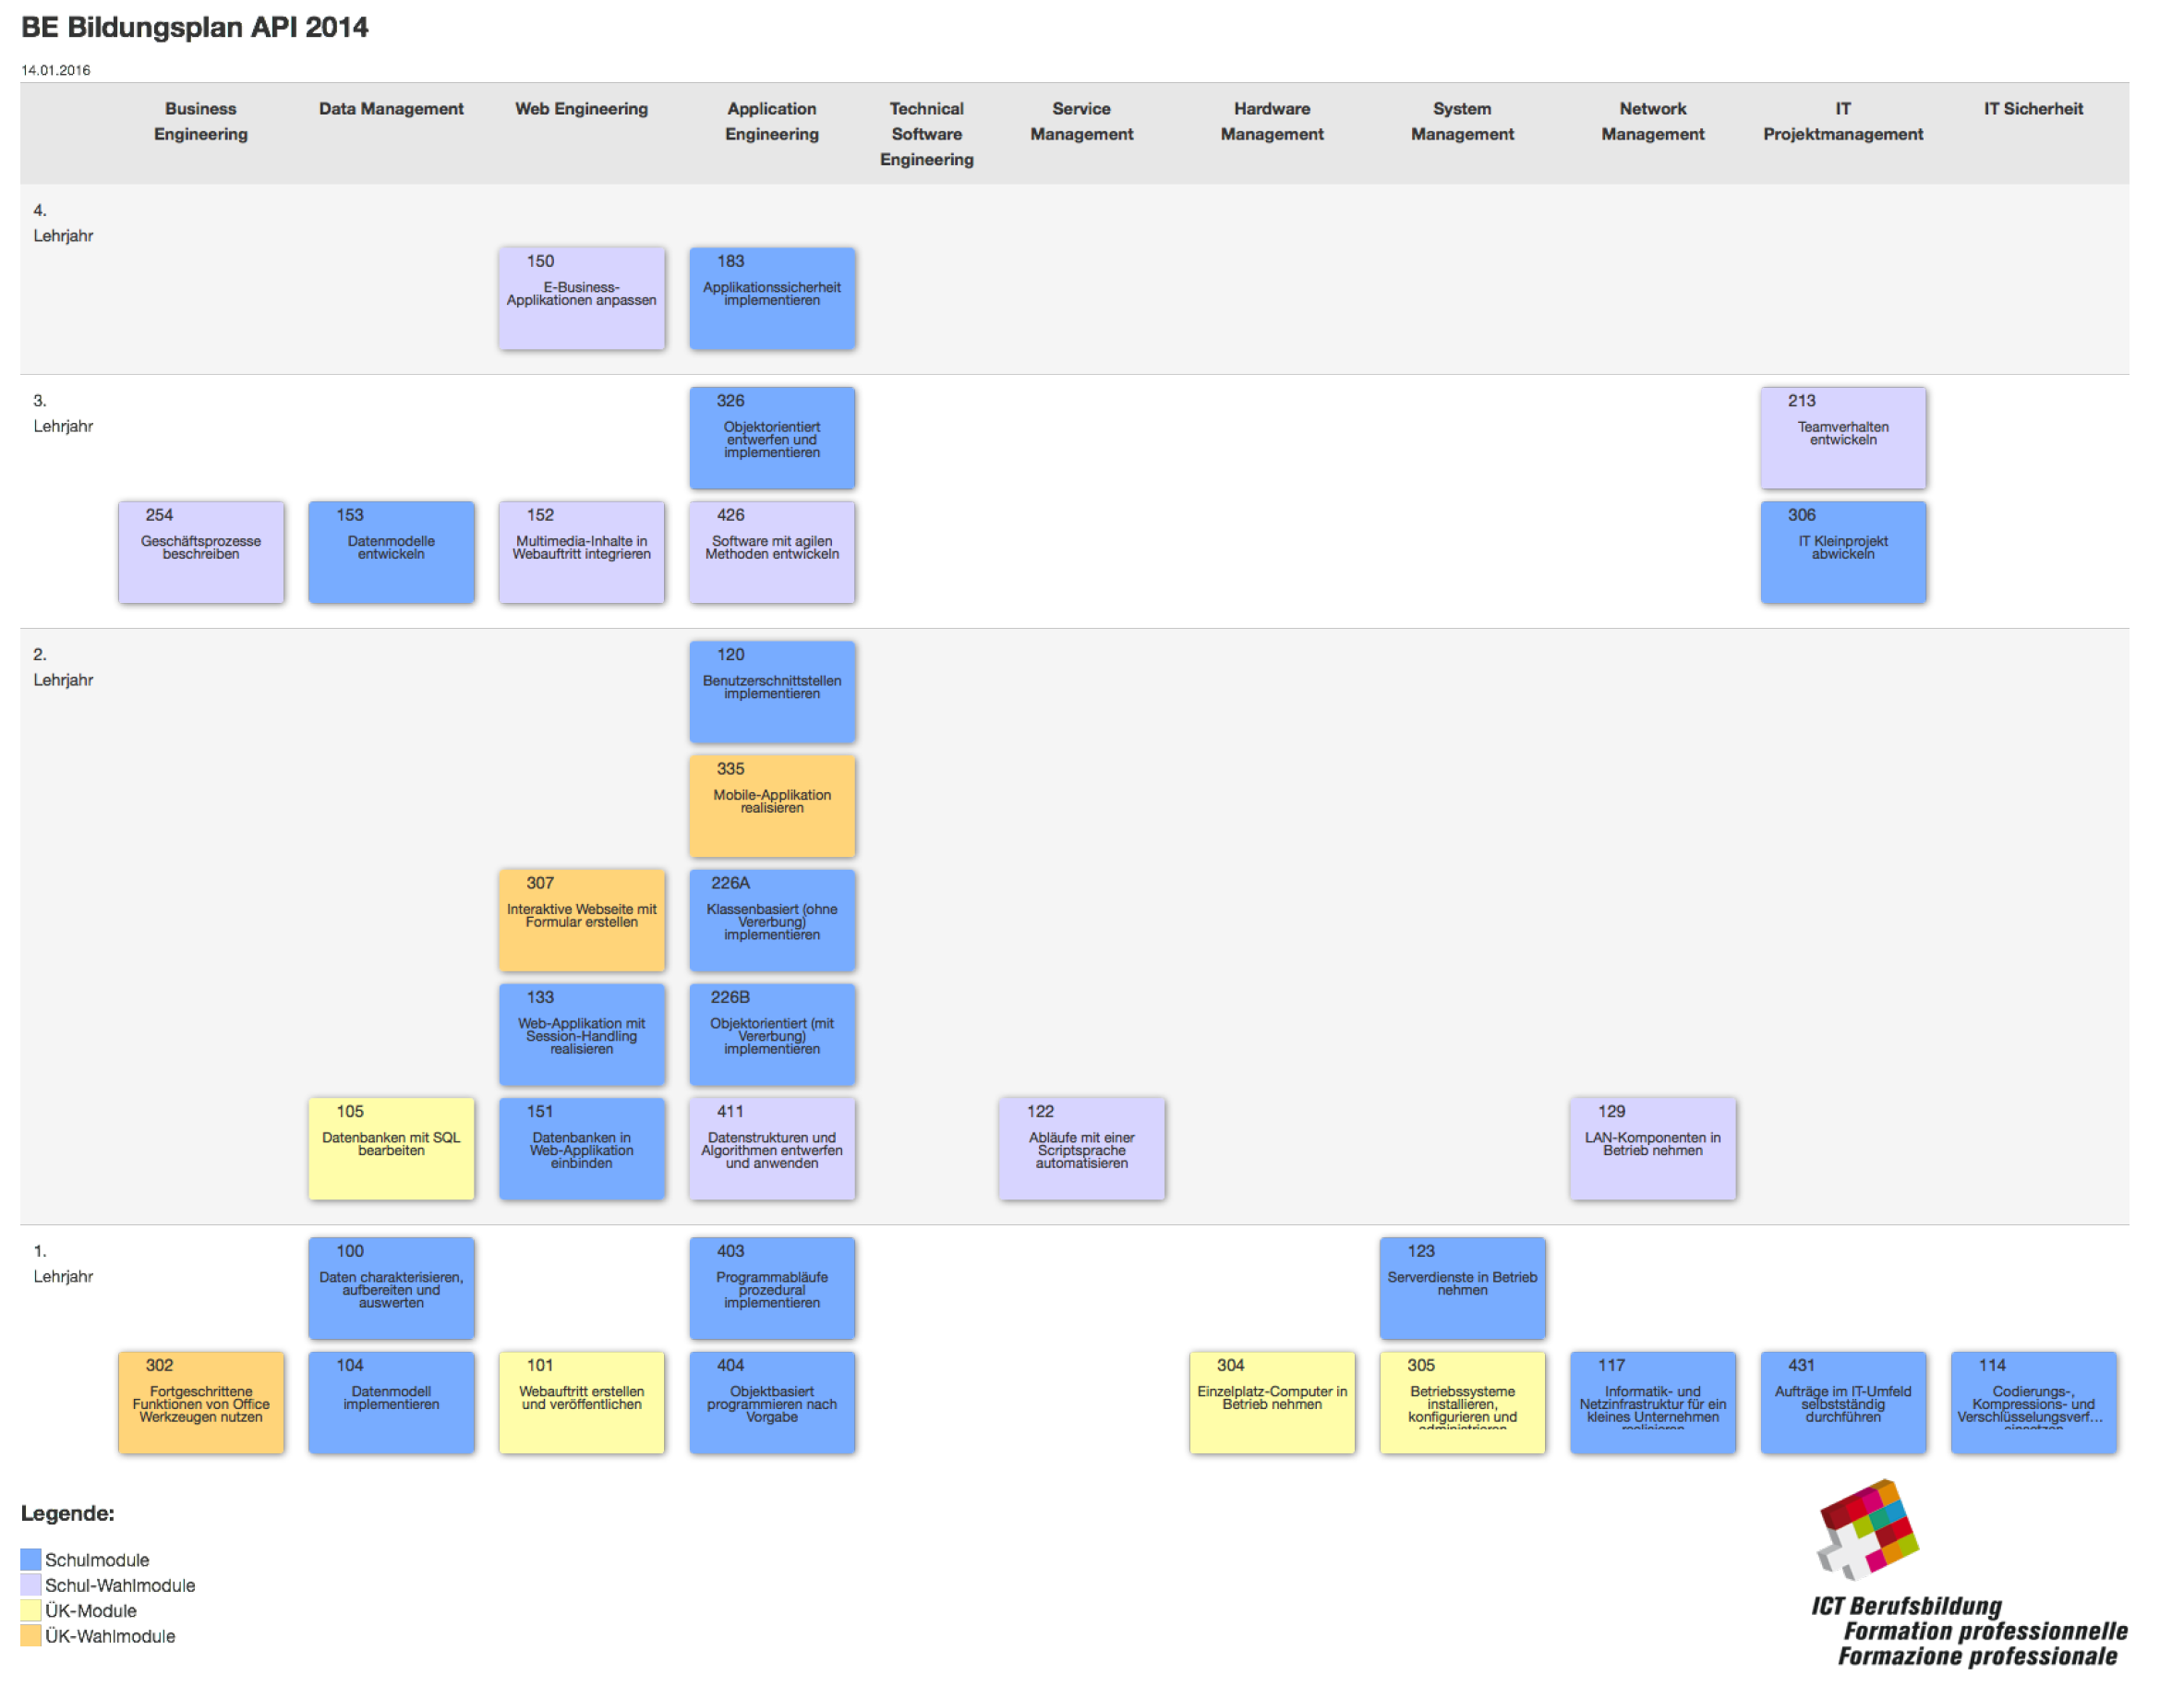 BE Bildungsplan API 2014
14.01.2016
Business
Engineering
Data Management
Web Engineering
Application
Engineering
Technical
Software
Engineering
Service
Management
Hardware
Management
System
Management
Network
Management
IT
Projektmanagement
IT Sicherheit
4.
Lehrjahr
150
E-Business-
Applikationen anpassen
183
Applikationssicherheit
implementieren
3.
Lehrjahr
326
Objektorientiert
entwerfen und
implementieren
213
Teamverhalten
entwickeln
254
Geschäftsprozesse
beschreiben
153
Datenmodelle
entwickeln
152
Multimedia-Inhalte in
Webauftritt integrieren
426
Software mit agilen
Methoden entwickeln
306
IT Kleinprojekt
abwickeln
2.
Lehrjahr
120
Benutzerschnittstellen
implementieren
335
Mobile-Applikation
realisieren
307
Interaktive Webseite mit
Formular erstellen
226A
Klassenbasiert (ohne
Vererbung)
implementieren
133
Web-Applikation mit
Session-Handling
realisieren
226B
Objektorientiert (mit
Vererbung)
implementieren
105
Datenbanken mit SQL
bearbeiten
151
Datenbanken in
Web-Applikation
einbinden
411
Datenstrukturen und
Algorithmen entwerfen
und anwenden
122
Abläufe mit einer
Scriptsprache
automatisieren
129
LAN-Komponenten in
Betrieb nehmen
1.
Lehrjahr
100
Daten charakterisieren,
aufbereiten und
auswerten
403
Programmabläufe
prozedural
implementieren
123
Serverdienste in Betrieb
nehmen
302
Fortgeschrittene
Funktionen von Office
Werkzeugen nutzen
104
Datenmodell
implementieren
101
Webauftritt erstellen
und veröffentlichen
404
Objektbasiert
programmieren nach
Vorgabe
304
Einzelplatz-Computer in
Betrieb nehmen
305
Betriebssysteme
installieren,
konfigurieren und
administrieren
117
Informatik- und
Netzinfrastruktur für ein
kleines Unternehmen
realisieren
431
Aufträge im IT-Umfeld
selbstständig
durchführen
114
Codierungs-,
Kompressions- und
Verschlüsselungsverf...
einsetzen
Legende:
Schulmodule
Schul-Wahlmodule
ÜK-Module
ÜK-Wahlmodule
ICT Berufsbildung
Formation professionnelle
Formazione professionale